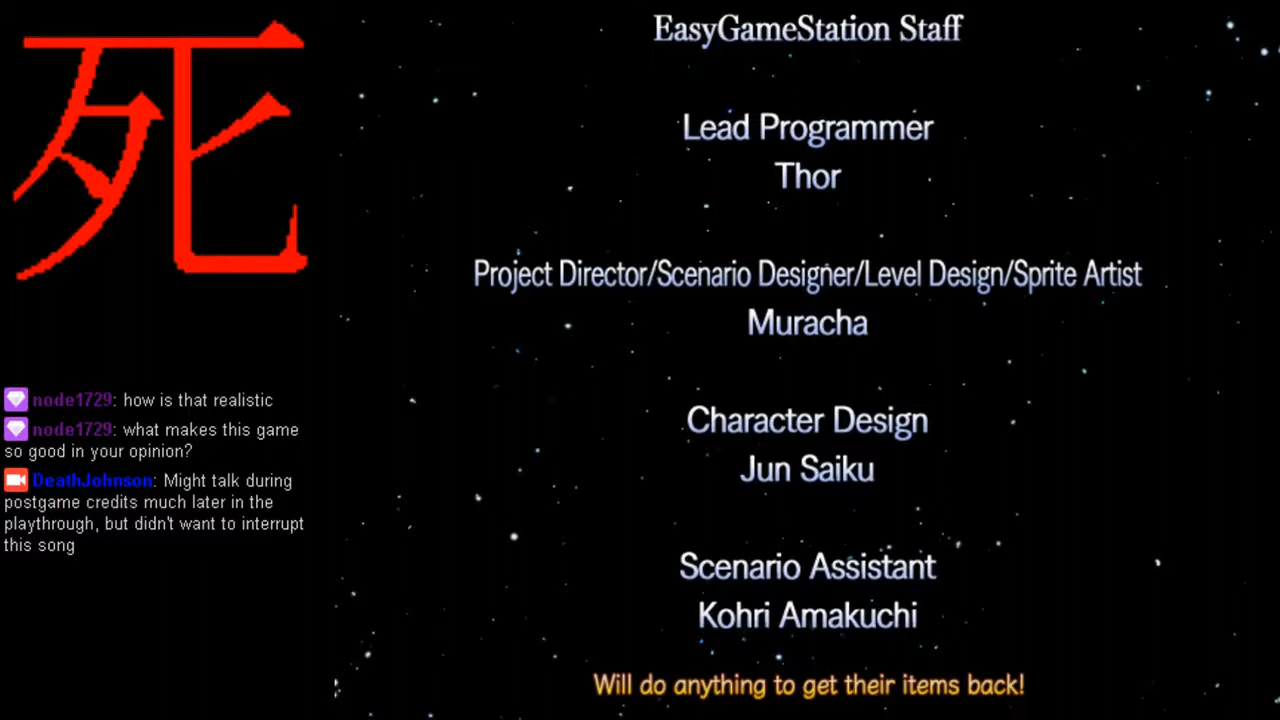 死
node1729: how is that realistic
node1729: what makes this game
so good in your opinion?
DeathJohnson: Might talk during
postgame credits much later in the
playthrough, but didn't want to interrupt
this song
EasyGameStation Staff
Lead Programmer
Thor
Project Director/Scenario Designer/Level Design/Sprite Artist
Muracha
Character Design
Jun Saiku
Scenario Assistant
Kohri Amakuchi
Will do anything to get their items back!